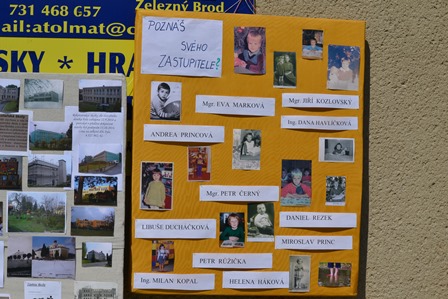 731 468 657
Železný Brod
ail: atolmat@c
SKY * HRA
POZNÁŠ
SVÉHO
ZASTUPITELE?
Mgr. EVA MARKOVÁ
Mgr. JIŘÍ KOZLOVSKÝ
Ing. DANA HAVLÍČKOVÁ
ANDREA PRINCOVÁ
Mgr. PETR ČERNÝ
LIBUŠE DUCHÁČKOVÁ
DANIEL REZEK
MIROSLAV PRINC
PETR RŮŽIČKA
Ing. MILAN KOPAL
HELENA HÁKOVÁ